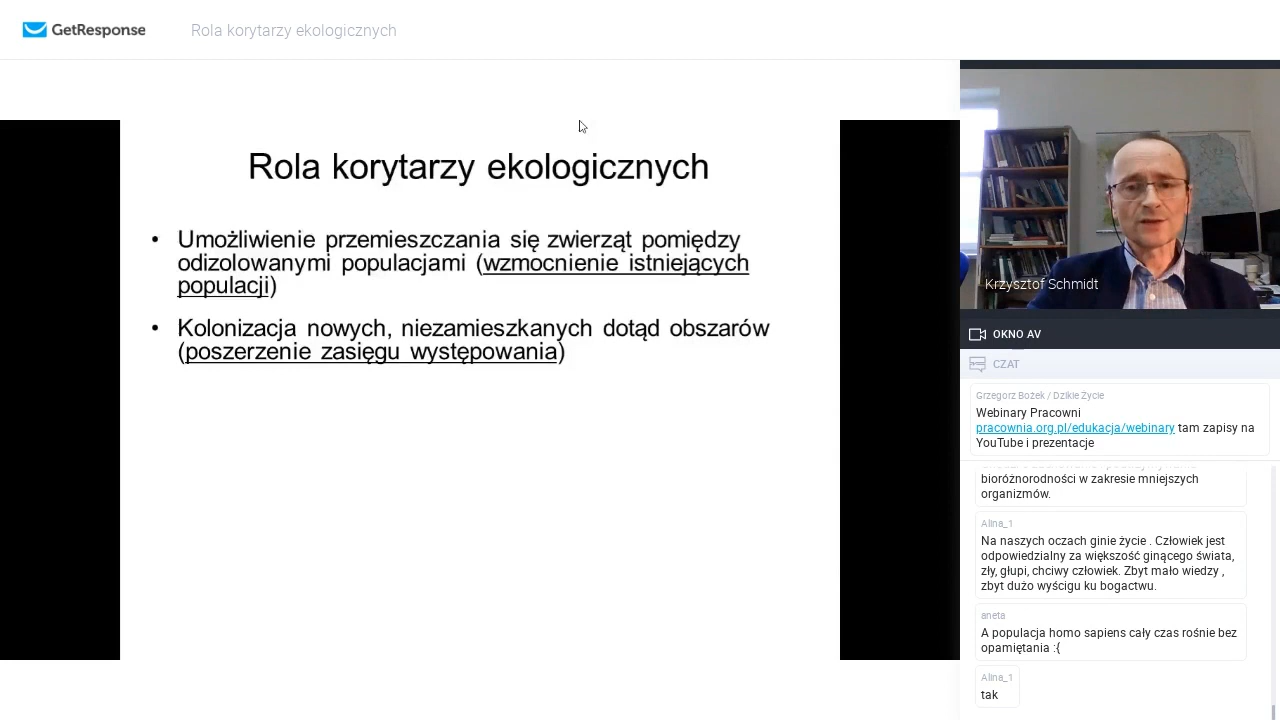 GetResponse
Rola korytarzy ekologicznych
Rola korytarzy ekologicznych
• Umożliwienie przemieszczania się zwierząt pomiędzy
odizolowanymi populacjami (wzmocnienie istniejących
populacji)
• Kolonizacja nowych, niezamieszkanych dotąd obszarów
(poszerzenie zasięgu występowania)
Krzysztof Schmidt
OKNO AV
CZAT
Grzegorz Bożek / Dzikie Życie
Webinary Pracowni
pracownia.org.pl/edukacja/webinary tam zapisy na
YouTube i prezentacje
bioróżnorodności w zakresie mniejszych
organizmów.
Alina_1
Na naszych oczach ginie życie . Człowiek jest
odpowiedzialny za większość ginącego świata,
zły, głupi, chciwy człowiek. Zbyt mało wiedzy ,
zbyt dużo wyścigu ku bogactwu.
aneta
A populacja homo sapiens cały czas rośnie bez
opamiętania :{
Alina_1
tak